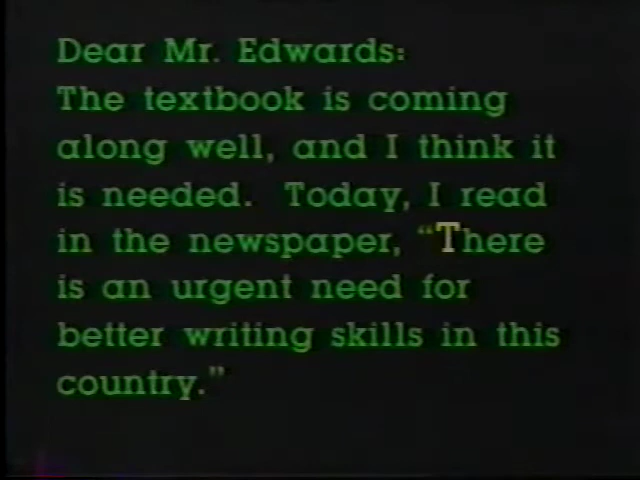 Dear Mr. Edwards:
The textbook is coming
along well, and I think it
is needed.  Today, I read
in the newspaper, “There
is an urgent need for
better writing skills in this
country.”